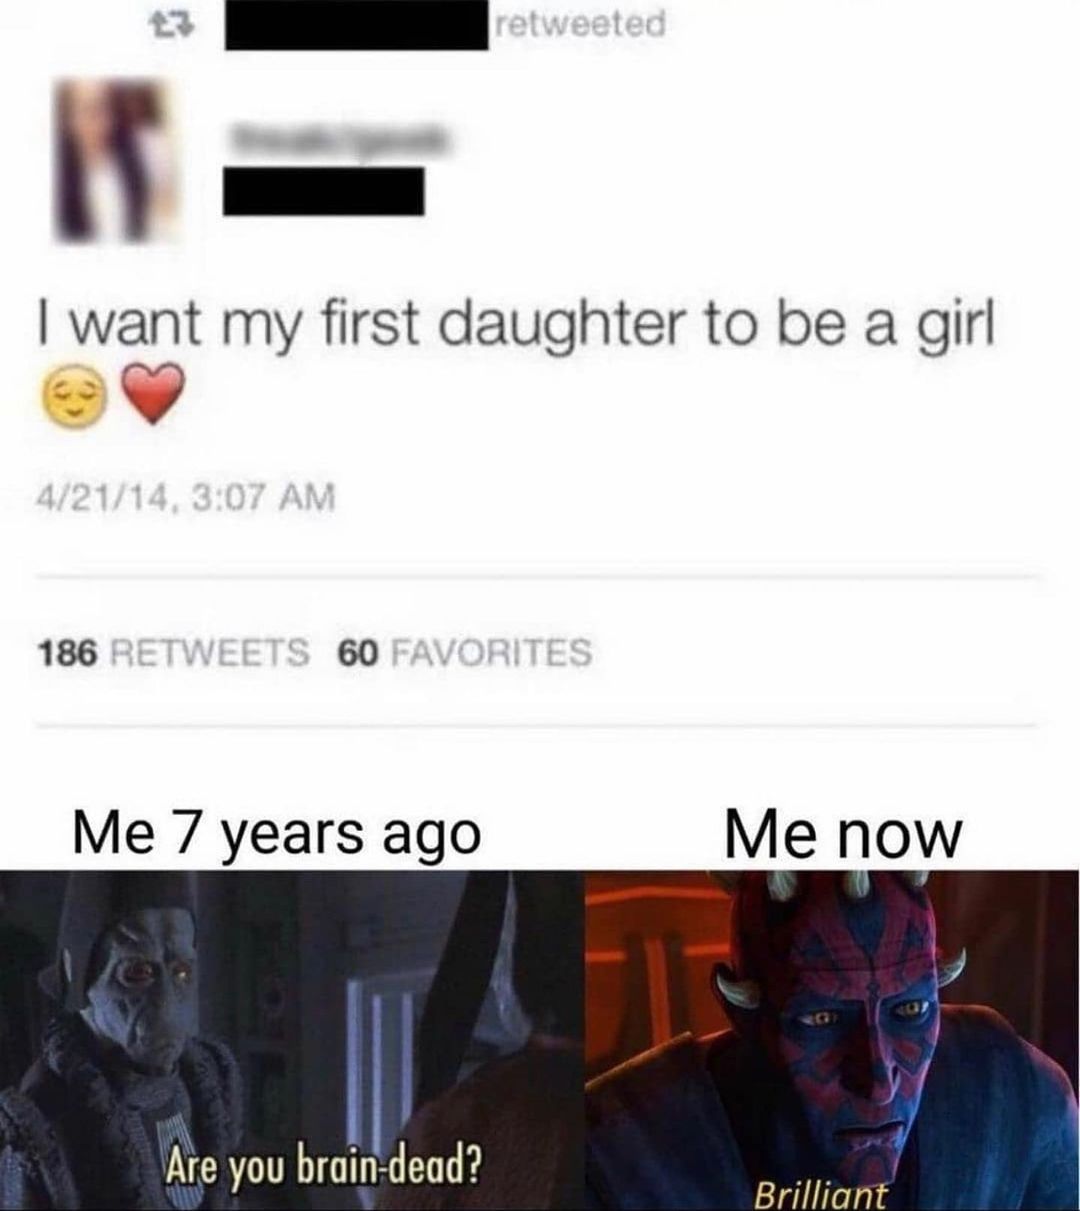 retweeted
I want my first daughter to be a girl
😌❤️
4/21/14, 3:07 AM
186 RETWEETS 60 FAVORITES
Me 7 years ago
Me now
Are you brain-dead?
Brilliant